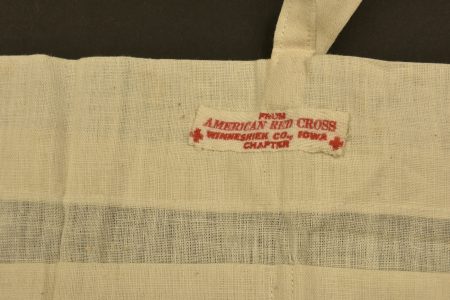 FROM
AMERICAN RED CROSS
WINNESHIEK CO., IOWA
CHAPTER